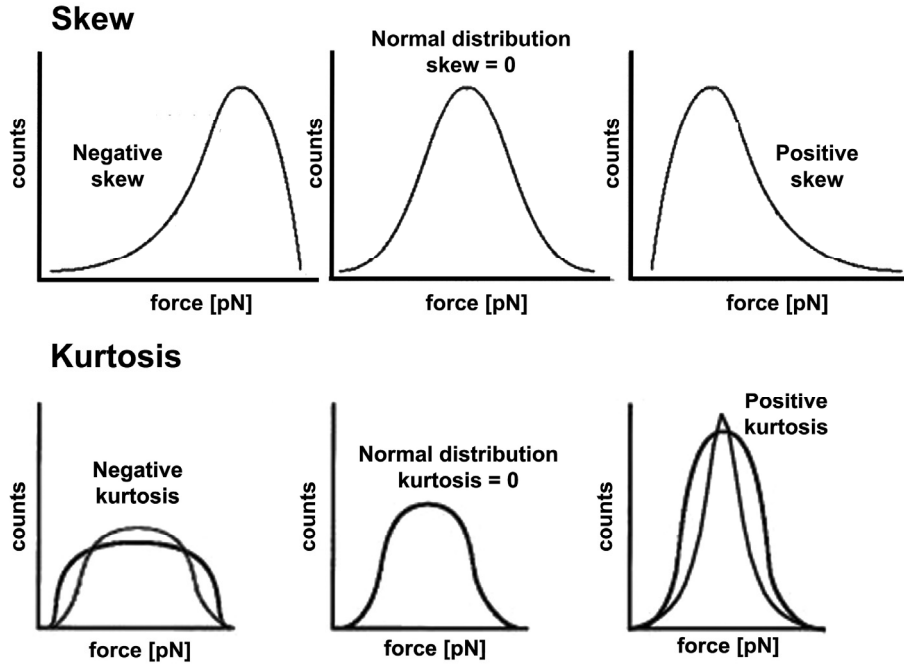 Skew
Normal distribution
skew = 0
counts
Negative
skew
force [pN]
counts
force [pN]
counts
Positive
skew
force [pN]
Kurtosis
counts
Negative
kurtosis
force [pN]
counts
Normal distribution
kurtosis = 0
force [pN]
counts
Positive
kurtosis
force [pN]